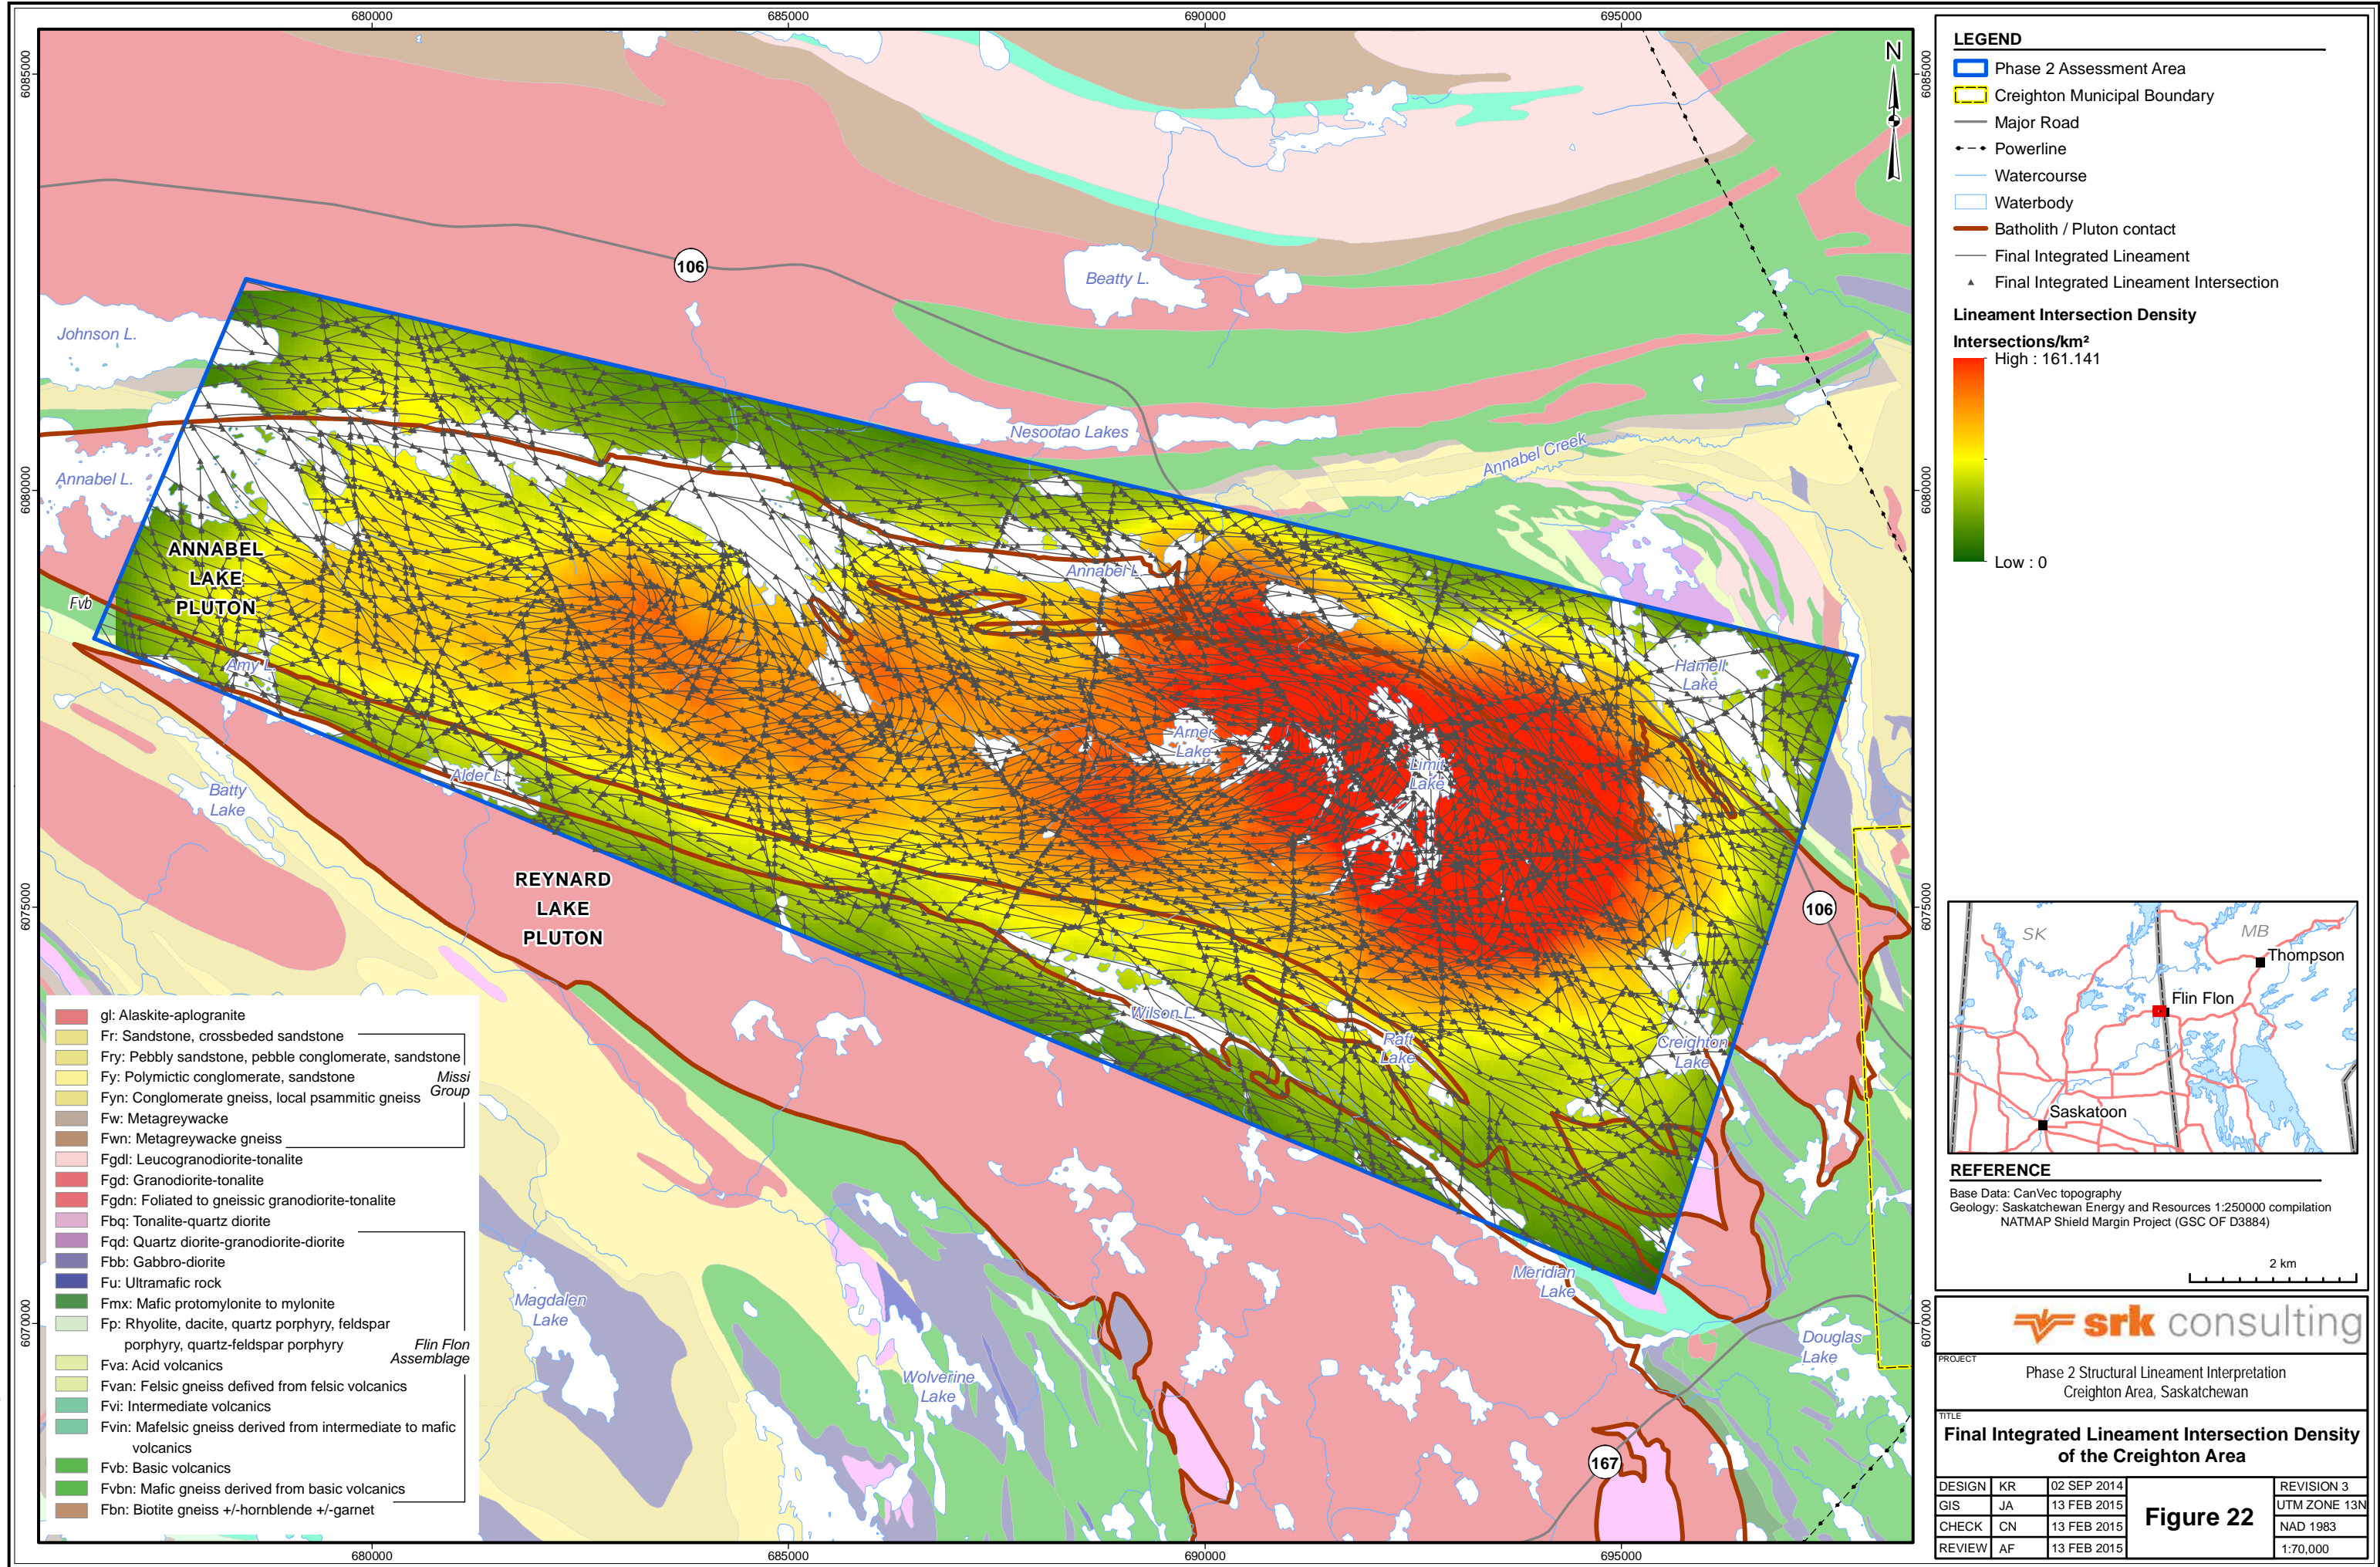 680000
685000
690000
695000
6085000
6085000
N
106
Beatty L.
Johnson L.
Nesootao Lakes
Annabel Creek
Annabel L.
6080000
6080000
ANNABEL
LAKE
PLUTON
Annabel L.
Fvb
Amy L.
Hamell
Lake
Arner
Lake
Limit
Lake
Alder L.
Batty
Lake
REYNARD
LAKE
PLUTON
106
6075000
6075000
Wilson L.
Raft
Lake
Creighton
Lake
Meridian
Lake
Magdalen
Lake
Wolverine
Lake
Douglas
Lake
6070000
6070000
167
680000
685000
690000
695000
gl: Alaskite-aplogranite
Fr: Sandstone, crossbeded sandstone
Fry: Pebbly sandstone, pebble conglomerate, sandstone
Fy: Polymictic conglomerate, sandstone
Fyn: Conglomerate gneiss, local psammitic gneiss
Missi
Group
Fw: Metagreywacke
Fwn: Metagreywacke gneiss
Fgdl: Leucogranodiorite-tonalite
Fgd: Granodiorite-tonalite
Fgdn: Foliated to gneissic granodiorite-tonalite
Fbq: Tonalite-quartz diorite
Fqd: Quartz diorite-granodiorite-diorite
Fbb: Gabbro-diorite
Fu: Ultramafic rock
Fmx: Mafic protomylonite to mylonite
Fp: Rhyolite, dacite, quartz porphyry, feldspar
porphyry, quartz-feldspar porphyry
Flin Flon
Assemblage
Fva: Acid volcanics
Fvan: Felsic gneiss defived from felsic volcanics
Fvi: Intermediate volcanics
Fvin: Mafelsic gneiss derived from intermediate to mafic
volcanics
Fvb: Basic volcanics
Fvbn: Mafic gneiss derived from basic volcanics
Fbn: Biotite gneiss +/-hornblende +/-garnet
LEGEND
Phase 2 Assessment Area
Creighton Municipal Boundary
Major Road
Powerline
Watercourse
Waterbody
Batholith / Pluton contact
Final Integrated Lineament
Final Integrated Lineament Intersection
Lineament Intersection Density
Intersections/km²
High : 161.141
Low : 0
SK
MB
Thompson
Flin Flon
Saskatoon
REFERENCE
Base Data: CanVec topography
Geology: Saskatchewan Energy and Resources 1:250000 compilation
NATMAP Shield Margin Project (GSC OF D3884)
2 km
srk consulting
PROJECT
Phase 2 Structural Lineament Interpretation
Creighton Area, Saskatchewan
TITLE
Final Integrated Lineament Intersection Density
of the Creighton Area
DESIGN KR 02 SEP 2014
GIS JA 13 FEB 2015
CHECK CN 13 FEB 2015
REVIEW AF 13 FEB 2015
Figure 22
REVISION 3
UTM ZONE 13N
NAD 1983
1:70,000